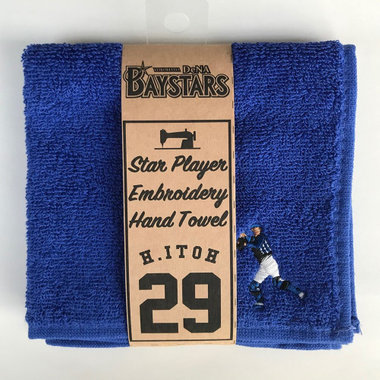 DeNA
BAYSTARS
Star Player
Embroidery
Hand Towel
H.ITOH
29